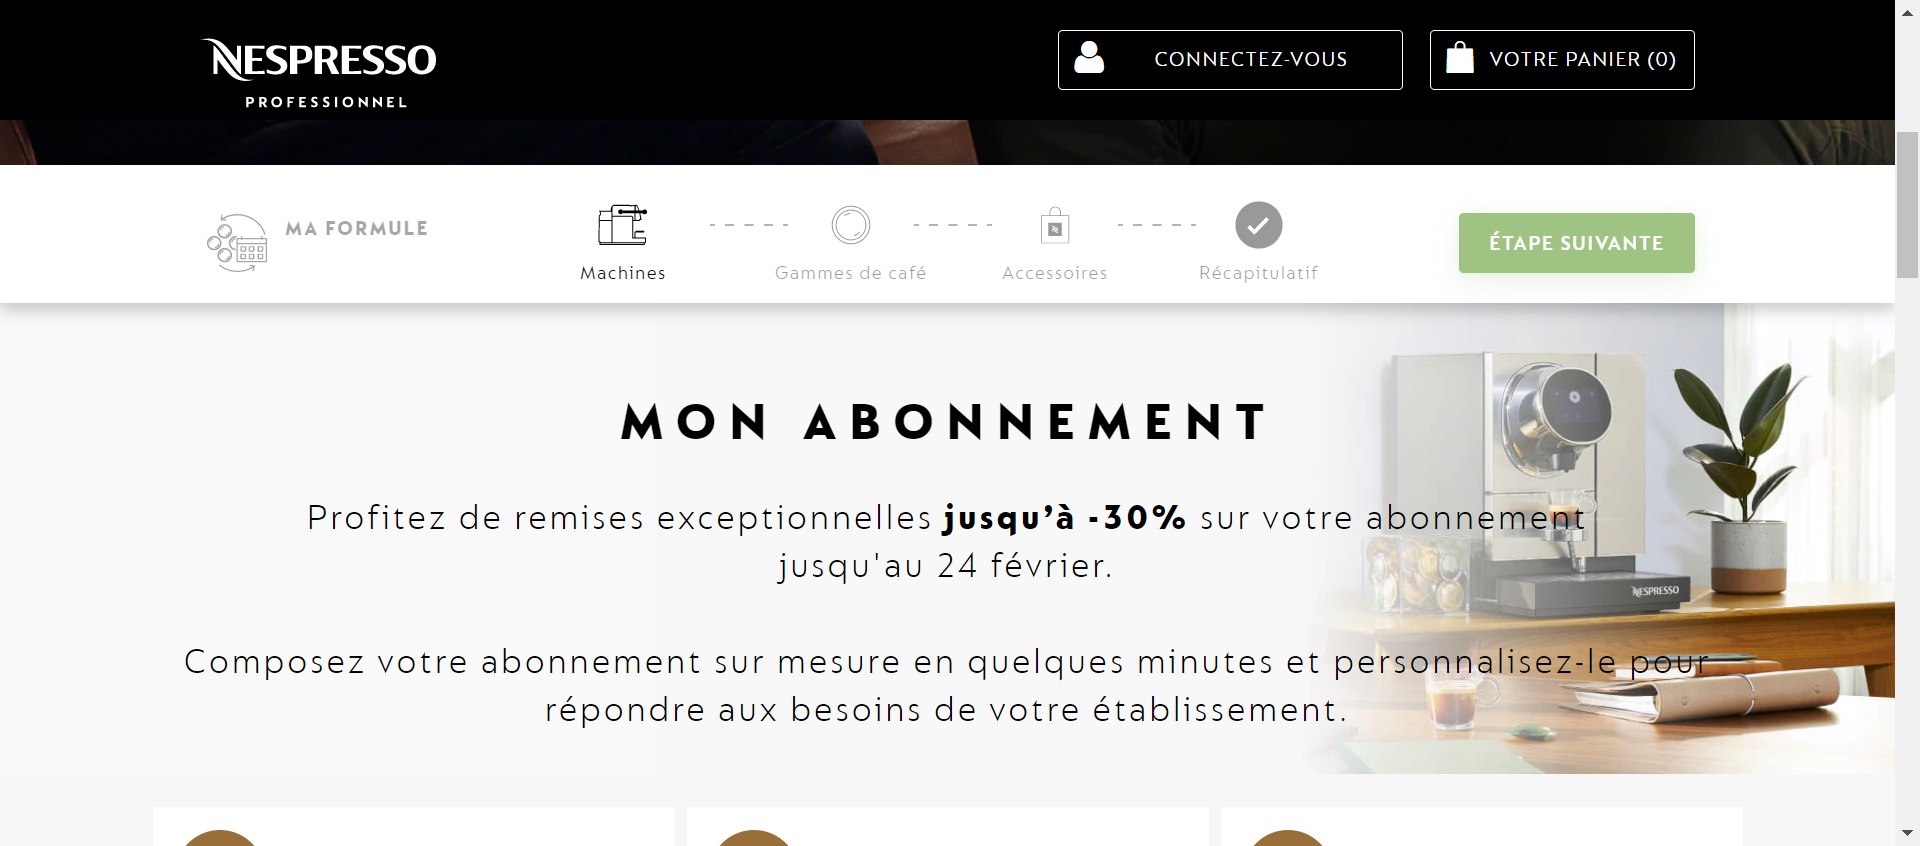 NESPRESSO
PROFESSIONNEL
CONNECTEZ-VOUS
VOTRE PANIER (0)
MA FORMULE
Machines
Gammes de café
Accessoires
Récapitulatif
ÉTAPE SUIVANTE
MON ABONNEMENT
Profitez de remises exceptionnelles jusqu’à -30% sur votre abonnement
jusqu'au 24 février.
NESPRESSO
Composez votre abonnement sur mesure en quelques minutes et personnalisez-le pour
répondre aux besoins de votre établissement.